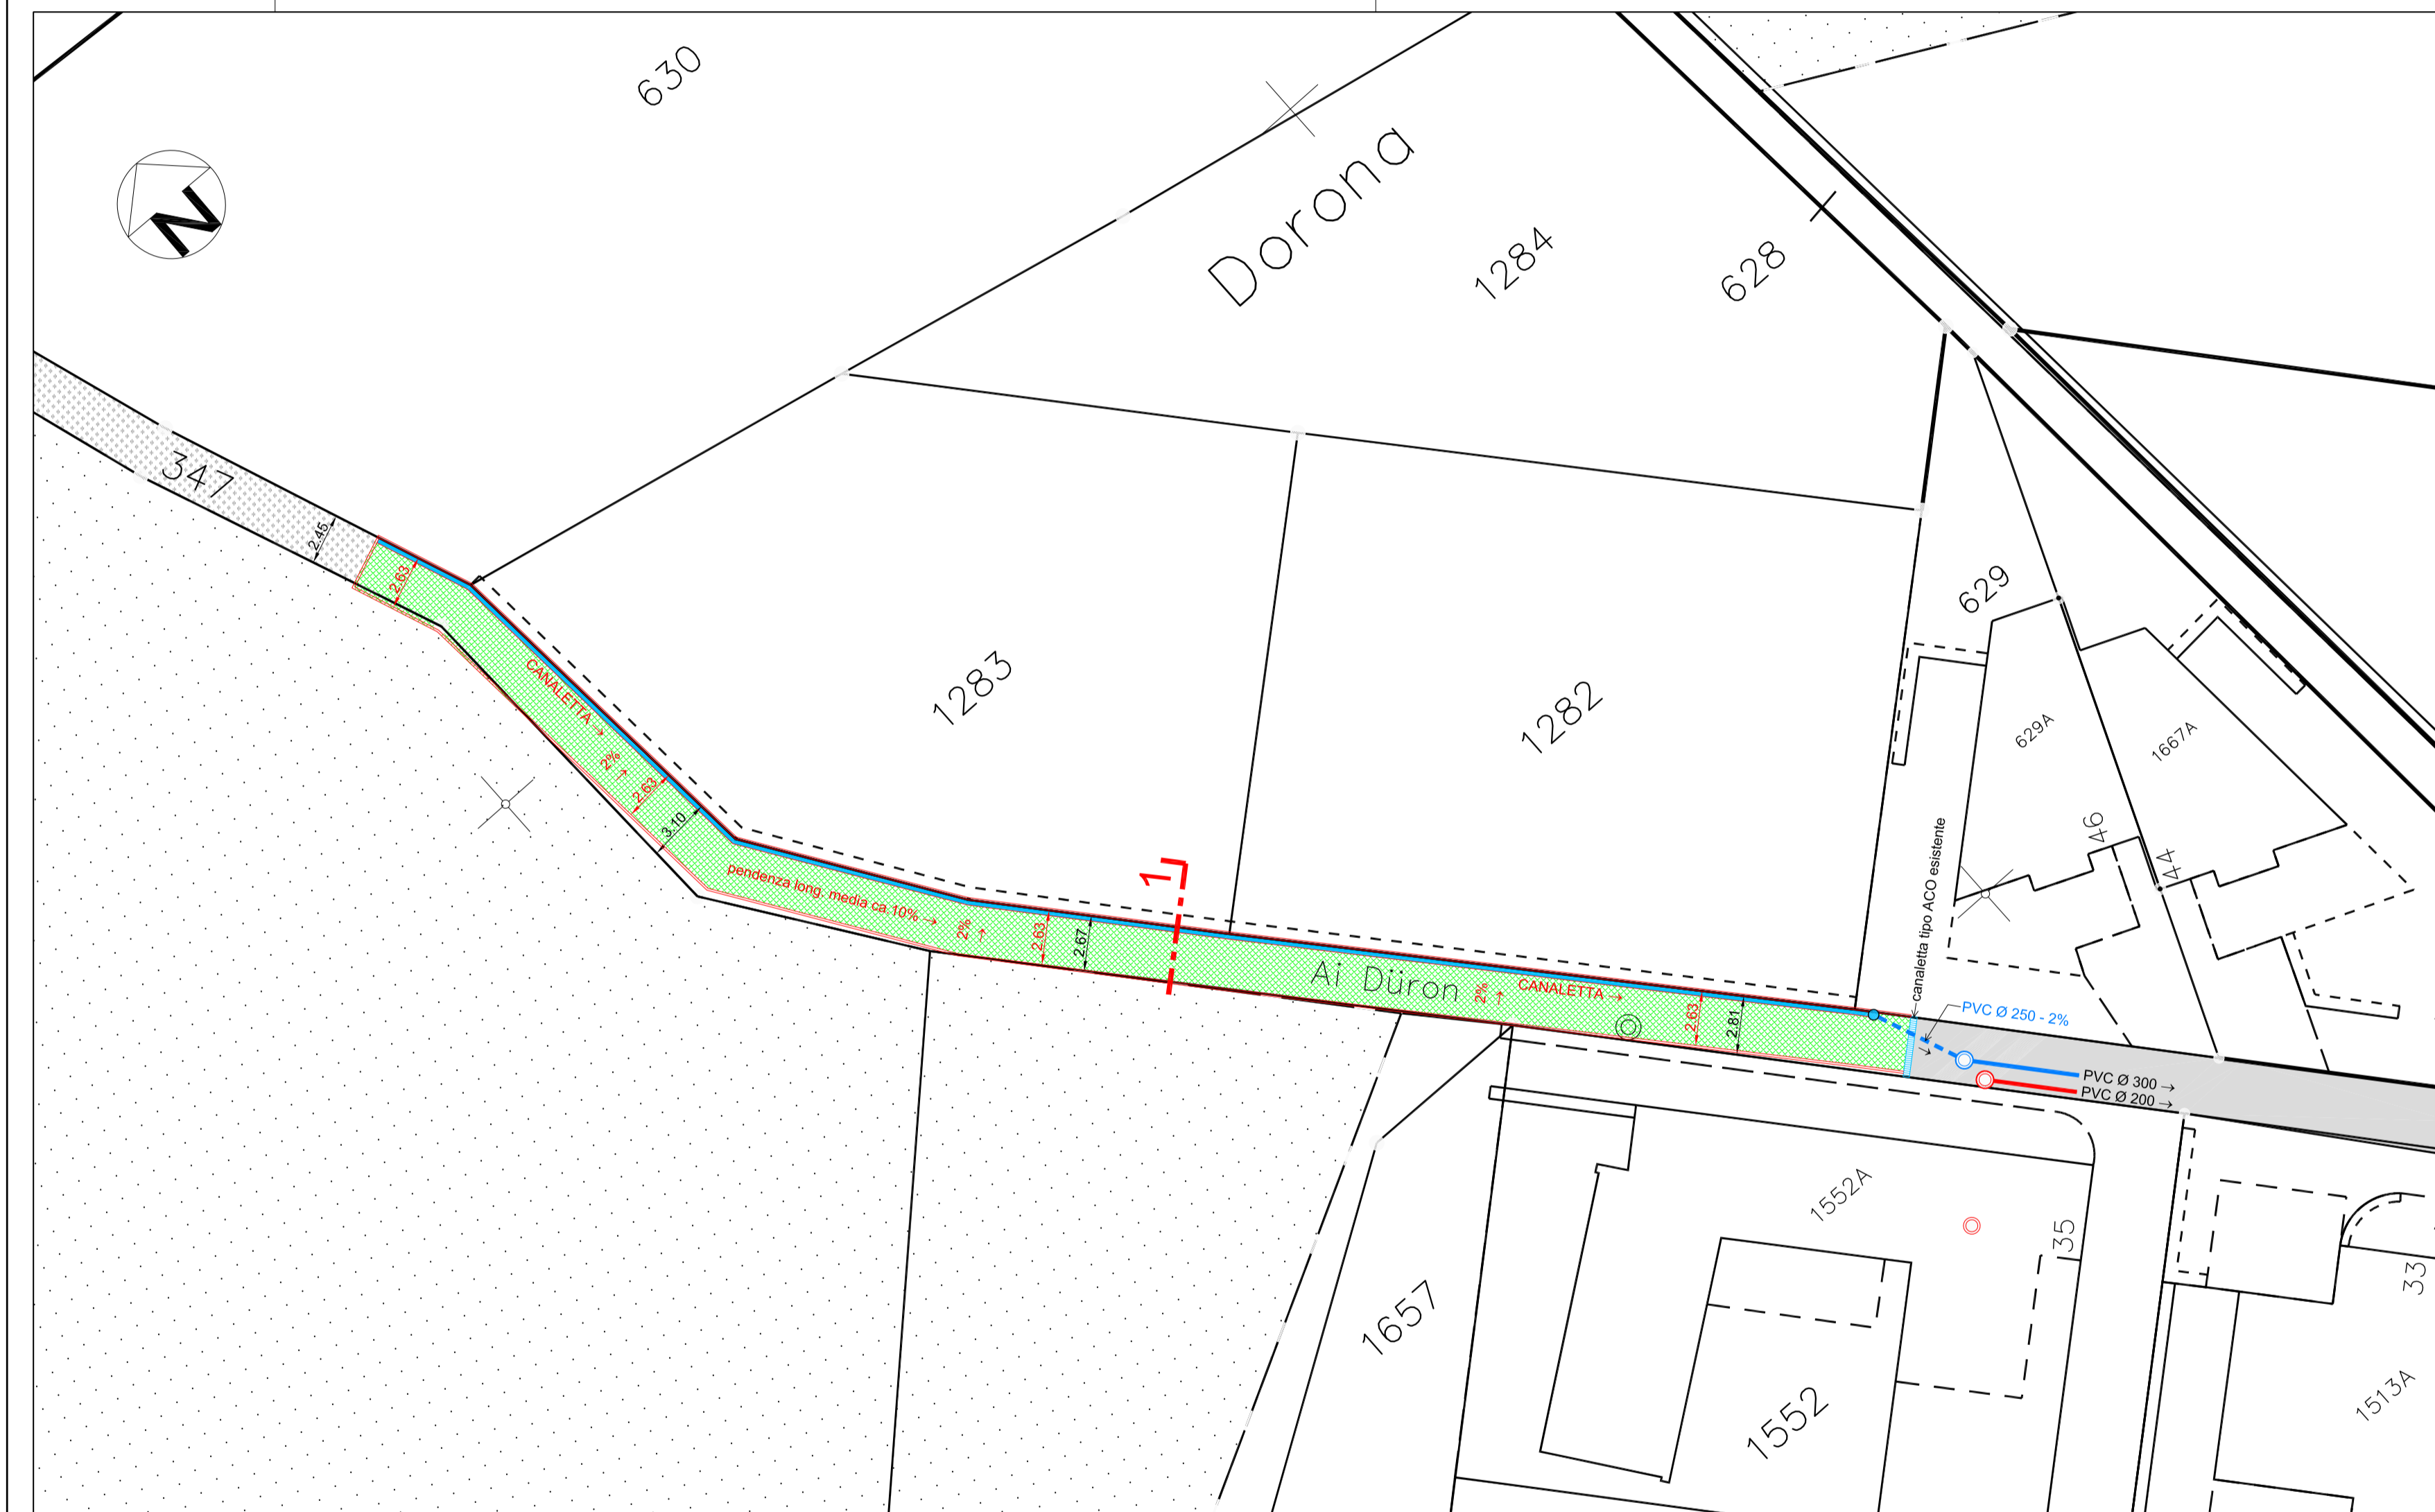 630
Dorona
1284
628
N
347
2.45
2.63
629
CANALETTA →
2%
→
2.63
3.10
1283
1282
629A
1667A
46
44
1
pendenza long. media ca.10% →
2%
→
2.63
2.67
Ai Düron
2%
→
CANALETTA →
2.63
2.81
canaletta tipo ACO esistente
PVC Ø 250 - 2%
→
PVC Ø 300 →
PVC Ø 200 →
1552A
35
33
1657
1552
1513A